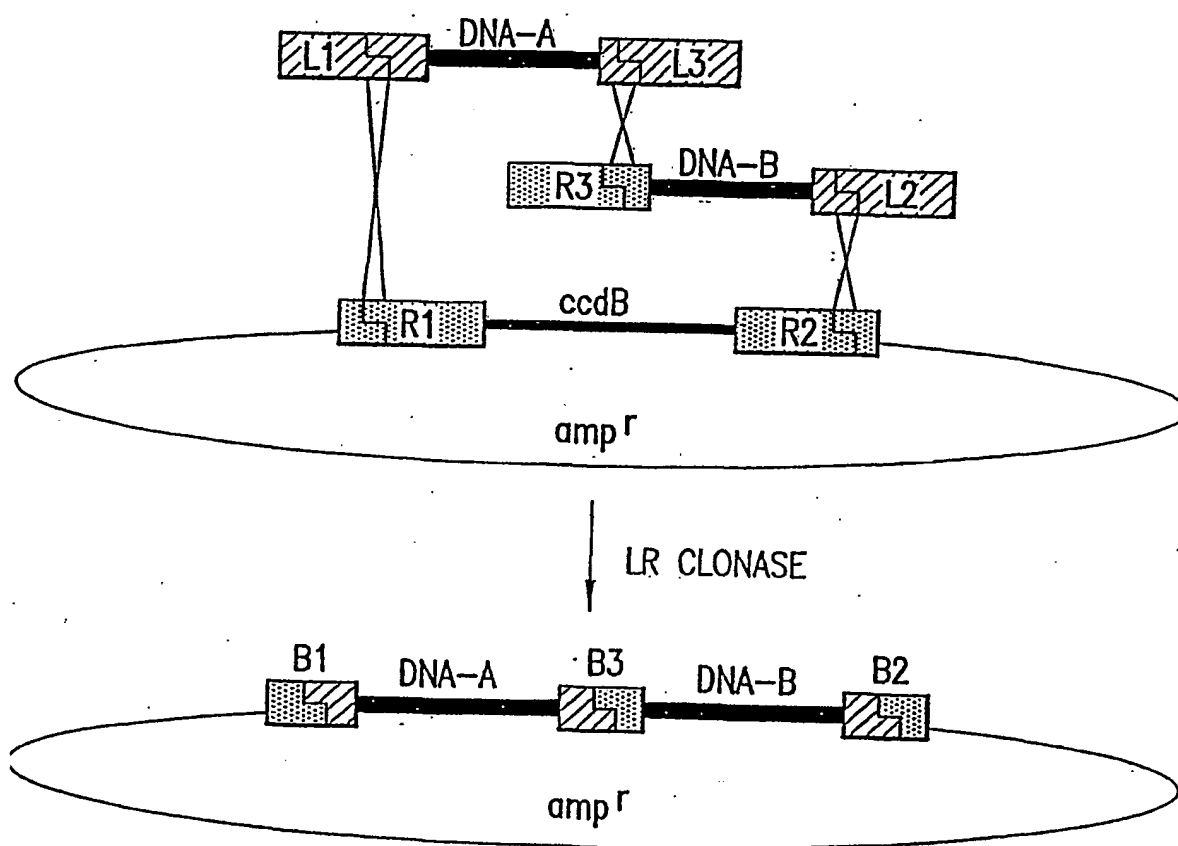 DNA-A
L1
L3
DNA-B
R3
L2
ccdB
R1
R2
amp r
LR CLONASE
B1
DNA-A
B3
DNA-B
B2
amp r